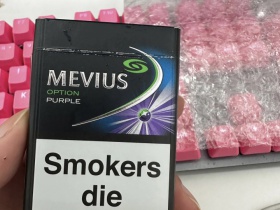 MEVIUS
OPTION
PURPLE
Smokers
die